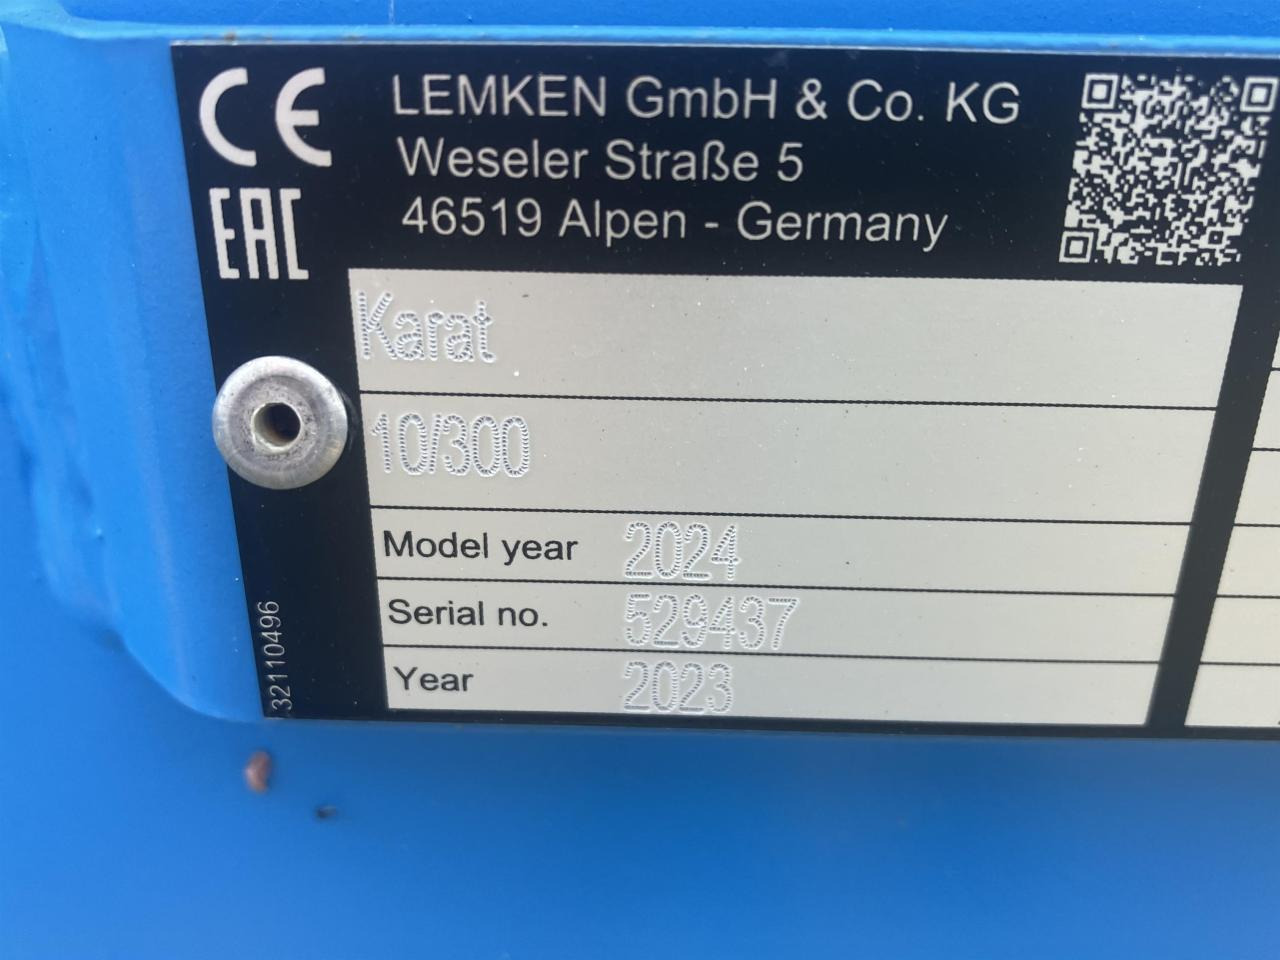 CE
EAC
LEMKEN GmbH & Co. KG
Weseler Straße 5
46519 Alpen - Germany
Karat
10/300
Model year 2024
Serial no. 529437
Year 2023
32110496